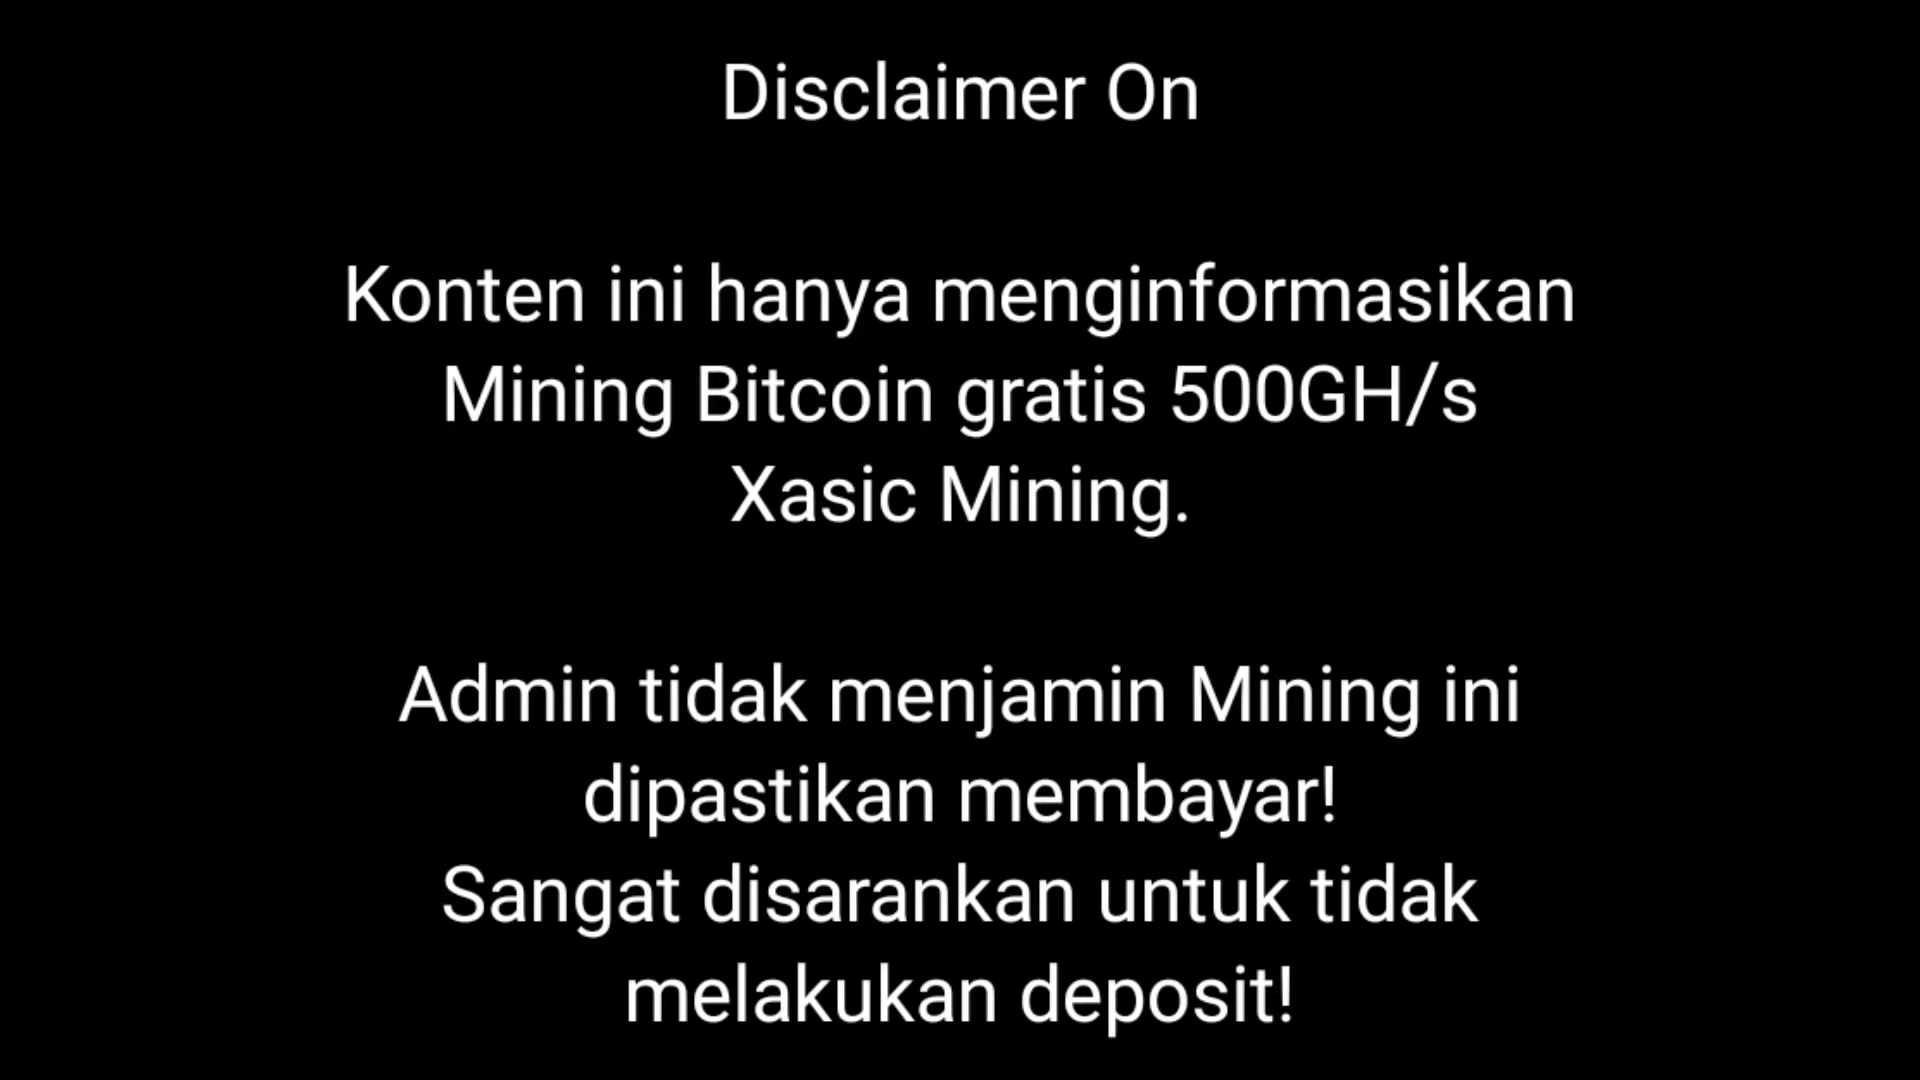 Disclaimer On
Konten ini hanya menginformasikan
Mining Bitcoin gratis 500GH/s
Xasic Mining.
Admin tidak menjamin Mining ini
dipastikan membayar!
Sangat disarankan untuk tidak
melakukan deposit!